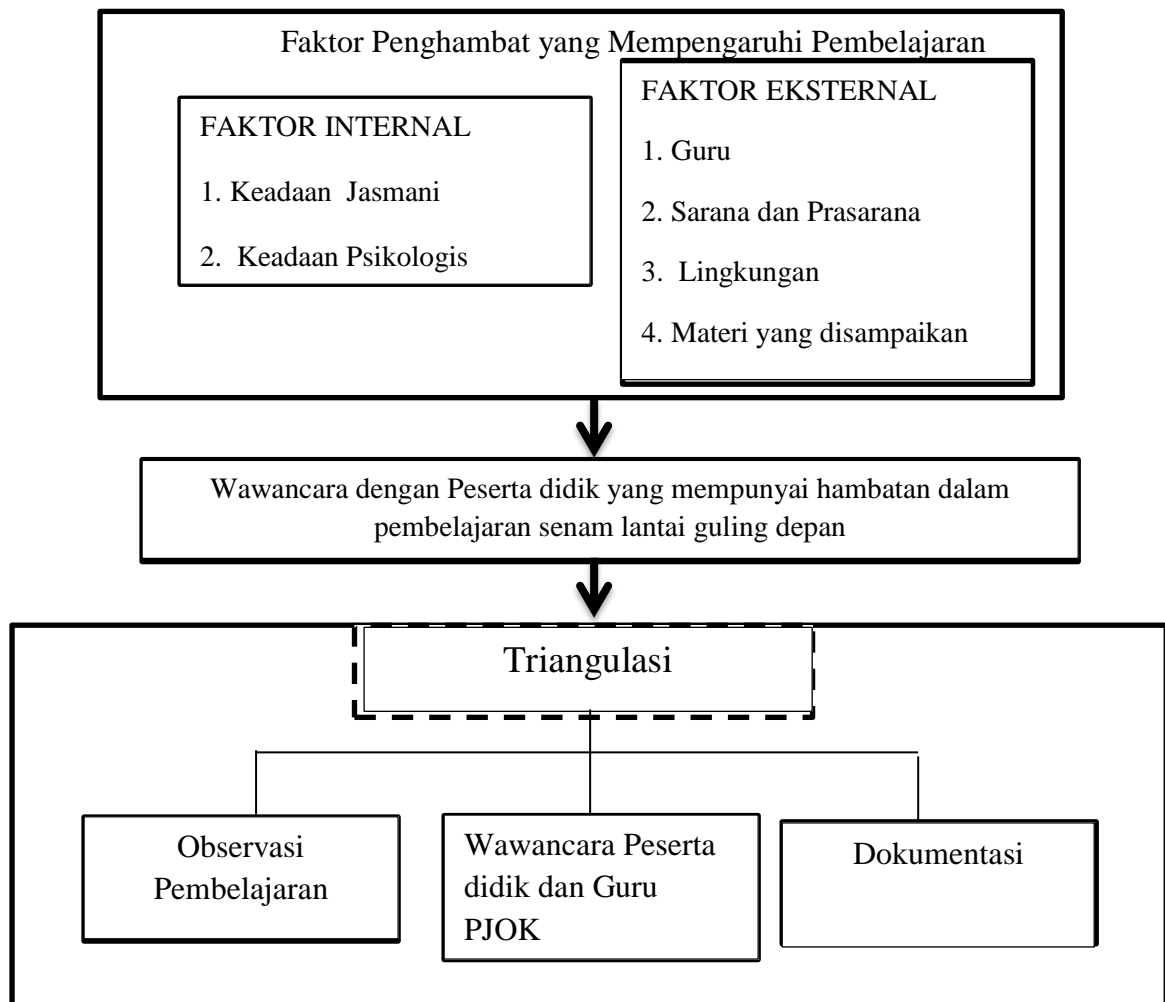 Faktor Penghambat yang Mempengaruhi Pembelajaran
FAKTOR INTERNAL
1. Keadaan  Jasmani
2.  Keadaan Psikologis
FAKTOR EKSTERNAL
1. Guru
2. Sarana dan Prasarana
3.  Lingkungan
4. Materi yang disampaikan
Wawancara dengan Peserta didik yang mempunyai hambatan dalam
pembelajaran senam lantai guling depan
Triangulasi
Observasi
Pembelajaran
Wawancara Peserta
didik dan Guru
PJOK
Dokumentasi